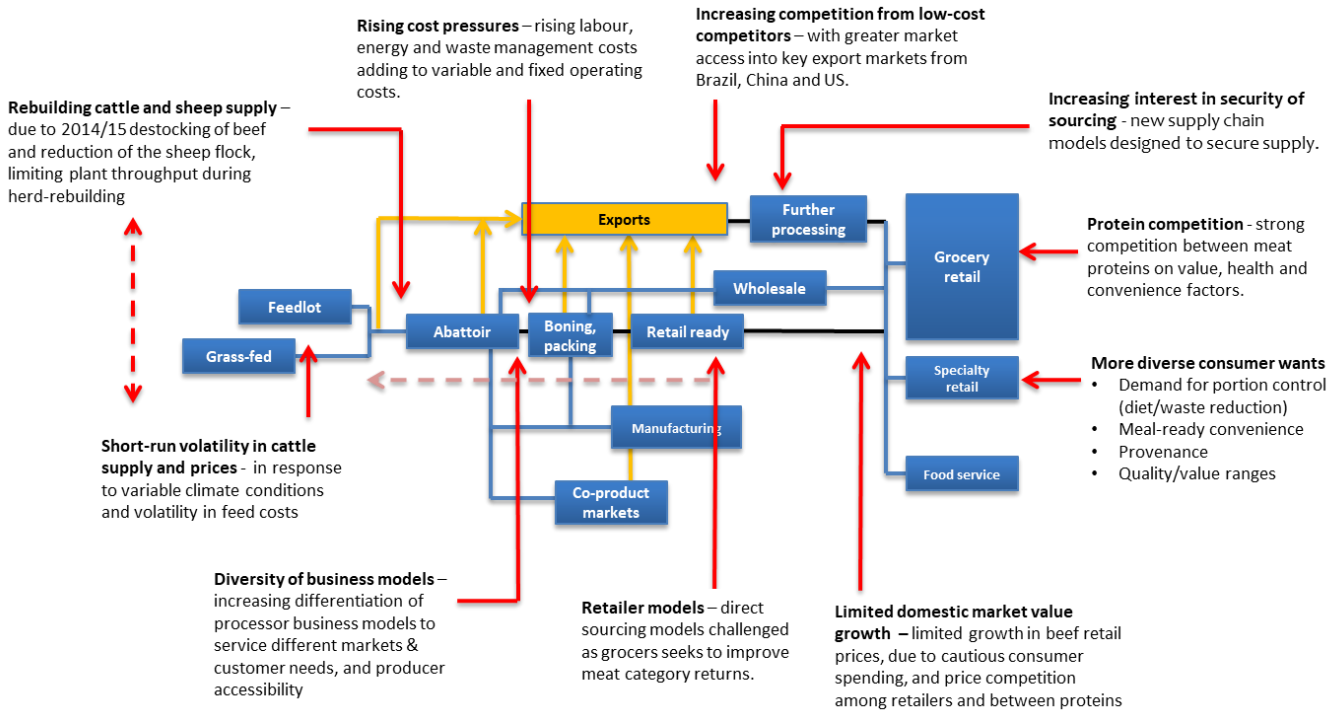 Rising cost pressures – rising labour,
energy and waste management costs
adding to variable and fixed operating
costs.
Increasing competition from low-cost
competitors – with greater market
access into key export markets from
Brazil, China and US.
Rebuilding cattle and sheep supply –
due to 2014/15 destocking of beef
and reduction of the sheep flock,
limiting plant throughput during
herd-rebuilding
Increasing interest in security of
sourcing - new supply chain
models designed to secure supply.
Exports
Further
processing
Grocery
retail
Protein competition - strong
competition between meat
proteins on value, health and
convenience factors.
Wholesale
Feedlot
Abattoir
Boning,
packing
Retail ready
Grass-fed
Specialty
retail
More diverse consumer wants
• Demand for portion control
(diet/waste reduction)
• Meal-ready convenience
• Provenance
• Quality/value ranges
Manufacturing
Short-run volatility in cattle
supply and prices - in response
to variable climate conditions
and volatility in feed costs
Food service
Co-product
markets
Diversity of business models –
increasing differentiation of
processor business models to
service different markets &
customer needs, and producer
accessibility
Retailer models – direct
sourcing models challenged
as grocers seeks to improve
meat category returns.
Limited domestic market value
growth – limited growth in beef retail
prices, due to cautious consumer
spending, and price competition
among retailers and between proteins